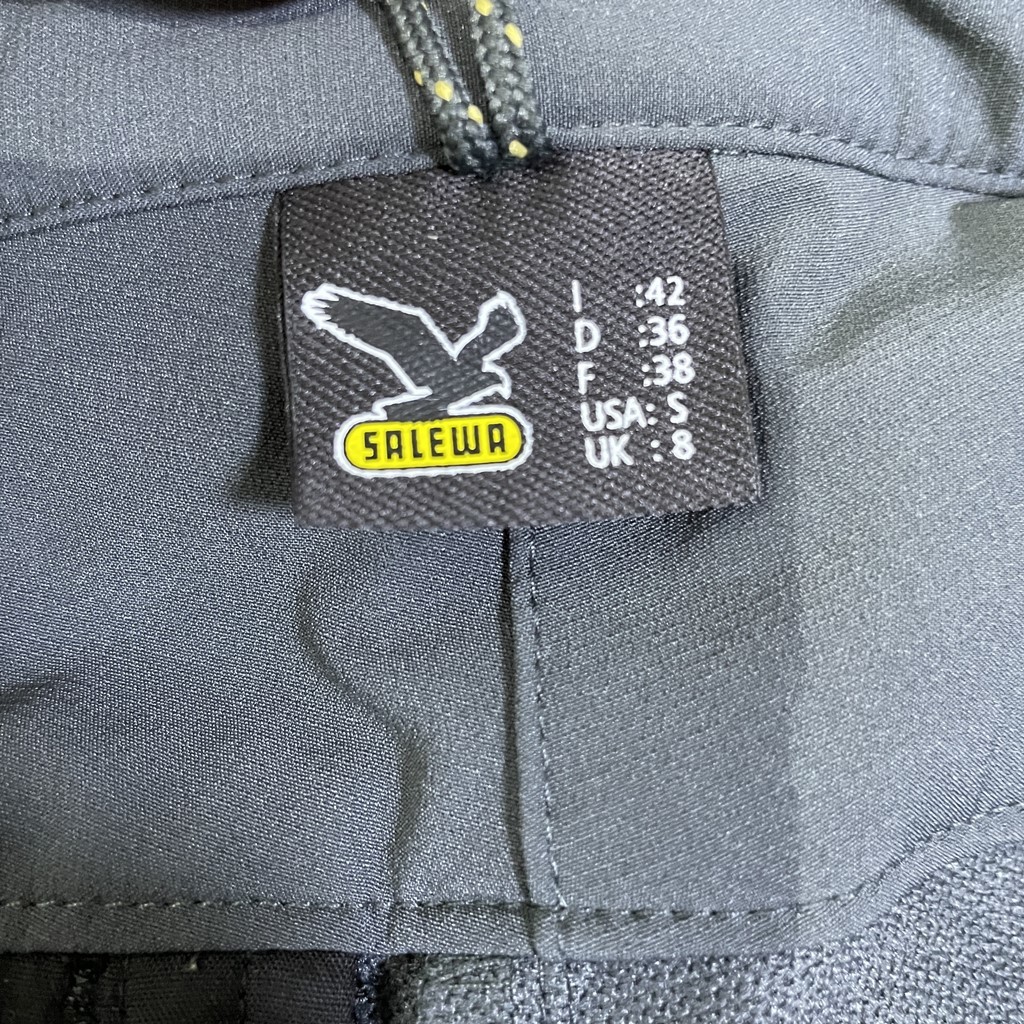 SALEWA
I :42
D :36
F :38
USA: S
UK : 8